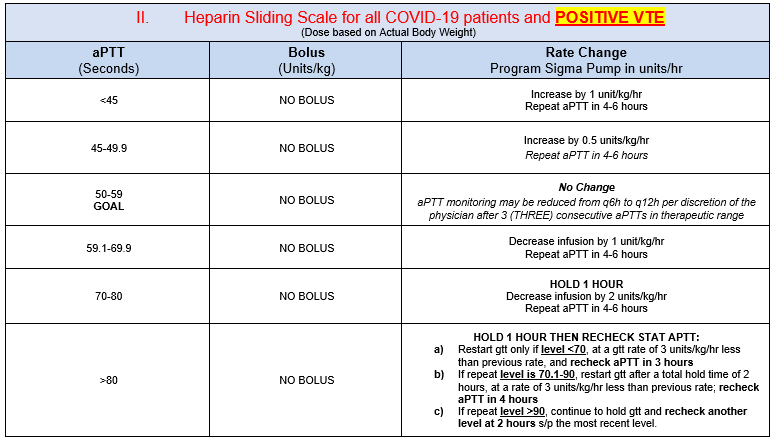 II. Heparin Sliding Scale for all COVID-19 patients and POSITIVE VTE
(Dose based on Actual Body Weight)
aPTT
(Seconds)
Bolus
(Units/kg)
Rate Change
Program Sigma Pump in units/hr
<45
NO BOLUS
Increase by 1 unit/kg/hr
Repeat aPTT in 4-6 hours
45-49.9
NO BOLUS
Increase by 0.5 units/kg/hr
Repeat aPTT in 4-6 hours
50-59
GOAL
NO BOLUS
No Change
aPTT monitoring may be reduced from q6h to q12h per discretion of the
physician after 3 (THREE) consecutive aPTTs in therapeutic range
59.1-69.9
NO BOLUS
Decrease infusion by 1 unit/kg/hr
Repeat aPTT in 4-6 hours
70-80
NO BOLUS
HOLD 1 HOUR
Decrease infusion by 2 units/kg/hr
Repeat aPTT in 4-6 hours
>80
NO BOLUS
HOLD 1 HOUR THEN RECHECK STAT APTT:
a) Restart gtt only if level <70, at a gtt rate of 3 units/kg/hr less
than previous rate, and recheck aPTT in 3 hours
b) If repeat level is 70.1-90, restart gtt after a total hold time of 2
hours, at a rate of 3 units/kg/hr less than previous rate; recheck
aPTT in 4 hours
c) If repeat level >90, continue to hold gtt and recheck another
level at 2 hours s/p the most recent level.